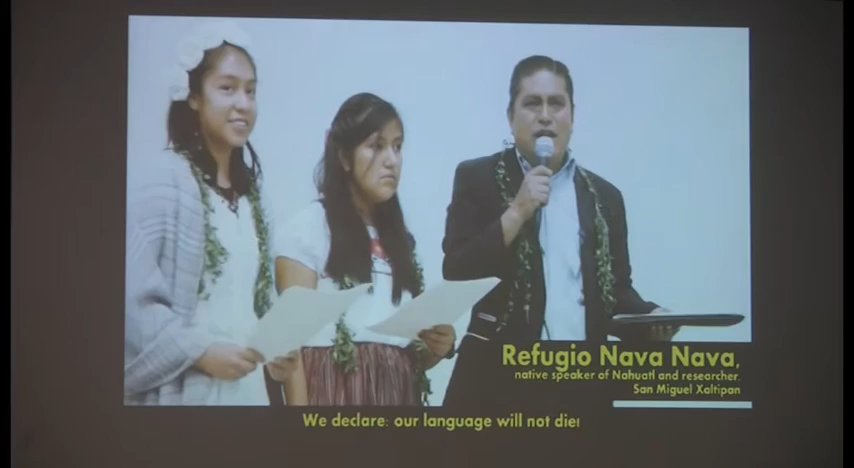 Refugio Nava Nava,
native speaker of Nahuatl and researcher.
San Miguel Xaltipan
We declare: our language will not die!